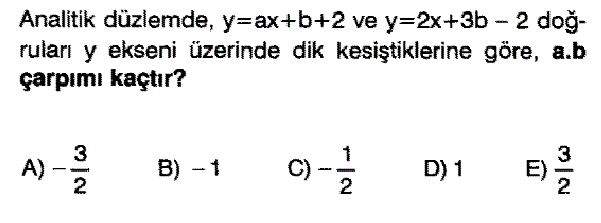 Analitik düzlemde, y=ax+b+2 ve y=2x+3b – 2 doğ-
ruları y ekseni üzerinde dik kesiştiklerine göre, a.b
çarpımı kaçtır?
A) –3/2 B) –1 C) –1/2 D) 1 E) 3/2